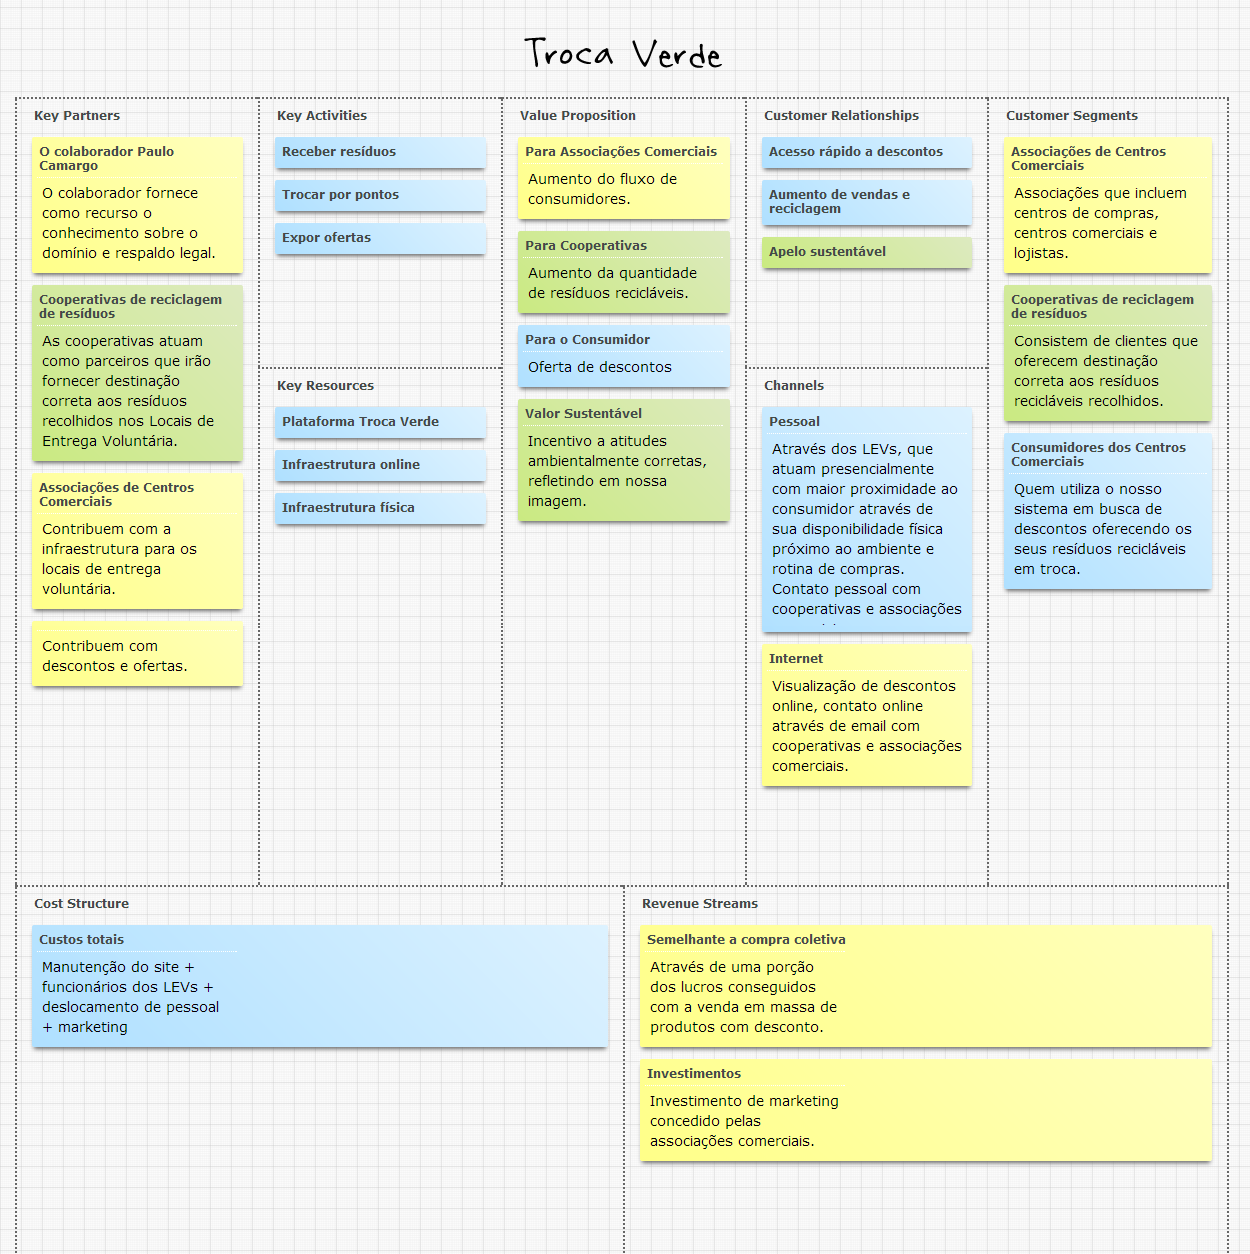 Troca Verde
Key Partners
O colaborador Paulo
Camargo
O colaborador fornece
como recurso o
conhecimento sobre o
domínio e respaldo legal.
Cooperativas de reciclagem
de resíduos
As cooperativas atuam
como parceiros que irão
fornecer destinação
correta aos resíduos
recolhidos nos Locais de
Entrega Voluntária.
Associações de Centros
Comerciais
Contribuem com a
infraestrutura para os
locais de entrega
voluntária.
Contribuem com
descontos e ofertas.
Key Activities
Receber resíduos
Trocar por pontos
Expor ofertas
Key Resources
Plataforma Troca Verde
Infraestrutura online
Infraestrutura física
Value Proposition
Para Associações Comerciais
Aumento do fluxo de
consumidores.
Para Cooperativas
Aumento da quantidade
de resíduos recicláveis.
Para o Consumidor
Oferta de descontos
Valor Sustentável
Incentivo a atitudes
ambientalmente corretas,
refletindo em nossa
imagem.
Customer Relationships
Acesso rápido a descontos
Aumento de vendas e
reciclagem
Apelo sustentável
Channels
Pessoal
Através dos LEVs, que
atuam presencialmente
com maior proximidade ao
consumidor através de
sua disponibilidade física
próximo ao ambiente e
rotina de compras.
Contato pessoal com
cooperativas e associações
Internet
Visualização de descontos
online, contato online
através de email com
cooperativas e associações
comerciais.
Customer Segments
Associações de Centros
Comerciais
Associações que incluem
centros de compras,
centros comerciais e
lojistas.
Cooperativas de reciclagem
de resíduos
Consistem de clientes que
oferecem destinação
correta aos resíduos
recicláveis recolhidos.
Consumidores dos Centros
Comerciais
Quem utiliza o nosso
sistema em busca de
descontos oferecendo os
seus resíduos recicláveis
em troca.
Cost Structure
Custos totais
Manutenção do site +
funcionários dos LEVs +
deslocamento de pessoal
+ marketing
Revenue Streams
Semelhante a compra coletiva
Através de uma porção
dos lucros conseguidos
com a venda em massa de
produtos com desconto.
Investimentos
Investimento de marketing
concedido pelas
associações comerciais.